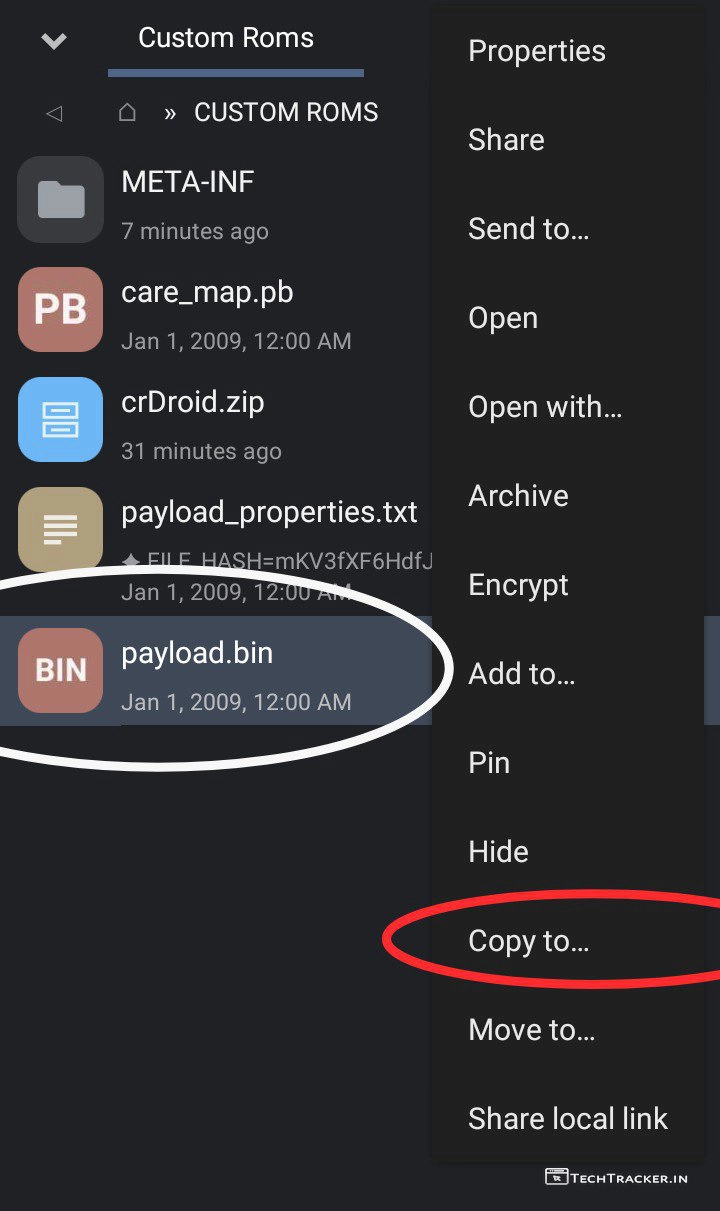 Custom Roms
» CUSTOM ROMS
META-INF
7 minutes ago
PB
care_map.pb
Jan 1, 2009, 12:00 AM
crDroid.zip
31 minutes ago
payload_properties.txt
FILE_HASH=mKV3fXF6HdfJ
Jan 1, 2009, 12:00 AM
BIN
payload.bin
Jan 1, 2009, 12:00 AM
Properties
Share
Send to...
Open
Open with...
Archive
Encrypt
Add to...
Pin
Hide
Copy to...
Move to...
Share local link
TECHTRACKER.IN